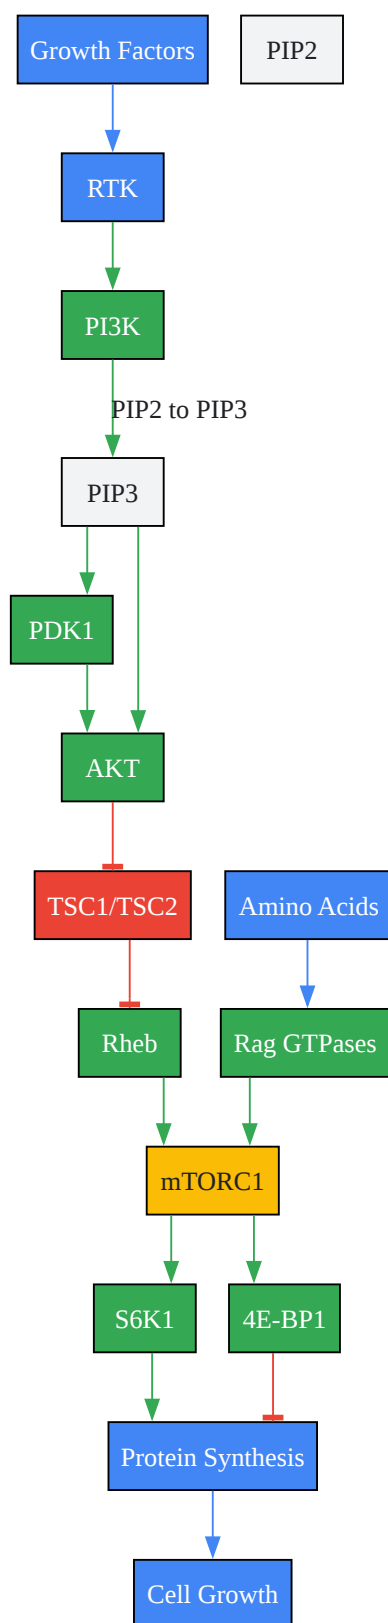 Growth Factors
PIP2
RTK
PI3K
PIP2 to PIP3
PIP3
PDK1
AKT
TSC1/TSC2
Amino Acids
Rheb
Rag GTPases
mTORC1
S6K1
4E-BP1
Protein Synthesis
Cell Growth